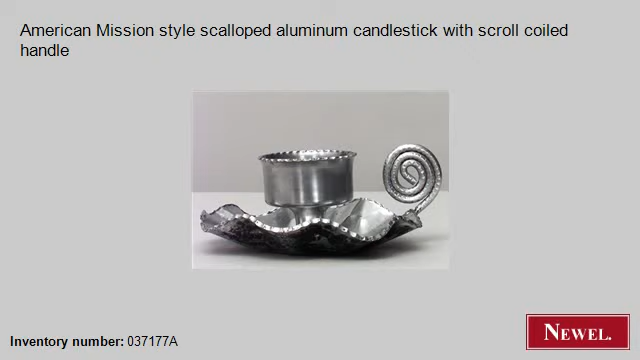 American Mission style scalloped aluminum candlestick with scroll coiled
handle
Inventory number: 037177A
NEWEL.